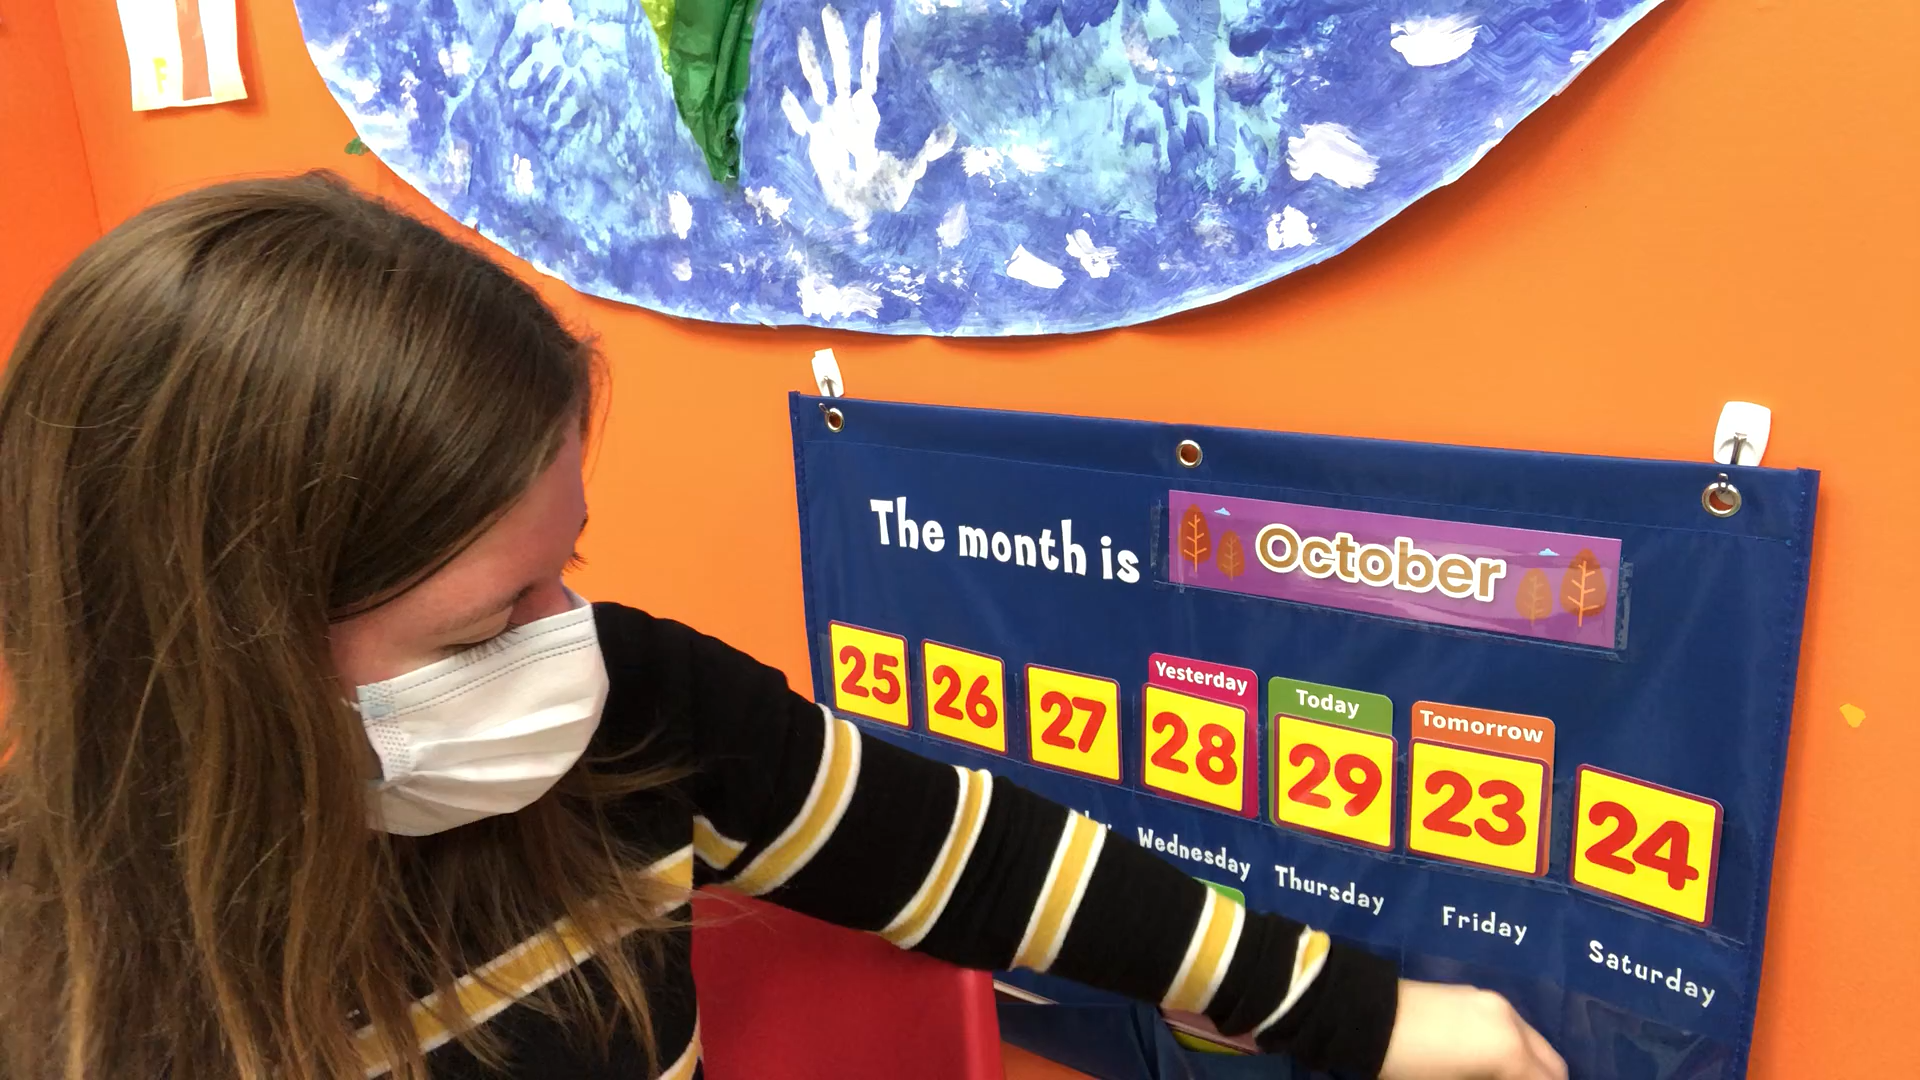 The month is October
Yesterday Today Tomorrow
25 26 27 28 29 23 24
Wednesday Thursday Friday Saturday